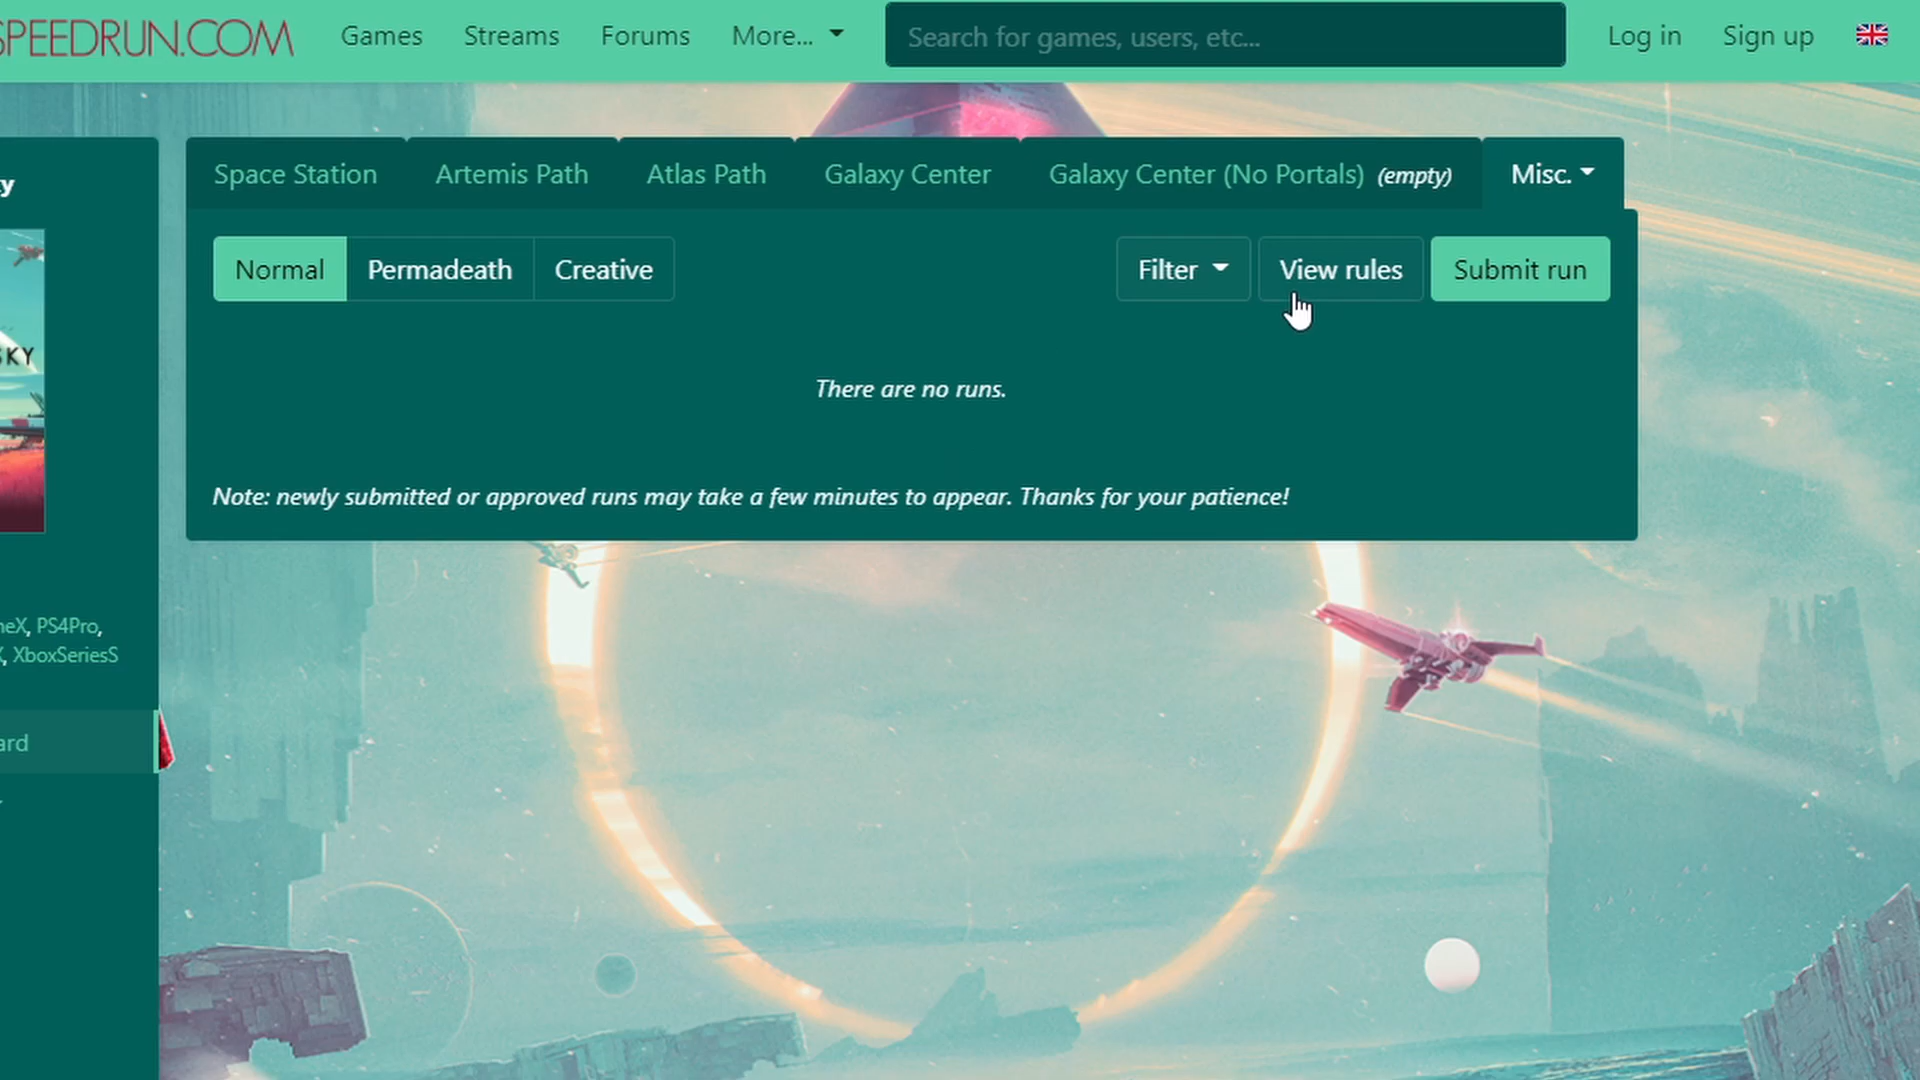 SPEEDRUN.COM Games Streams Forums More... Search for games, users, etc... Log in Sign up
Space Station Artemis Path Atlas Path Galaxy Center Galaxy Center (No Portals) (empty) Misc.
Normal Permadeath Creative Filter View rules Submit run
There are no runs.
Note: newly submitted or approved runs may take a few minutes to appear. Thanks for your patience!
y
SKY
neX, PS4Pro,
X, XboxSeriesS
ard